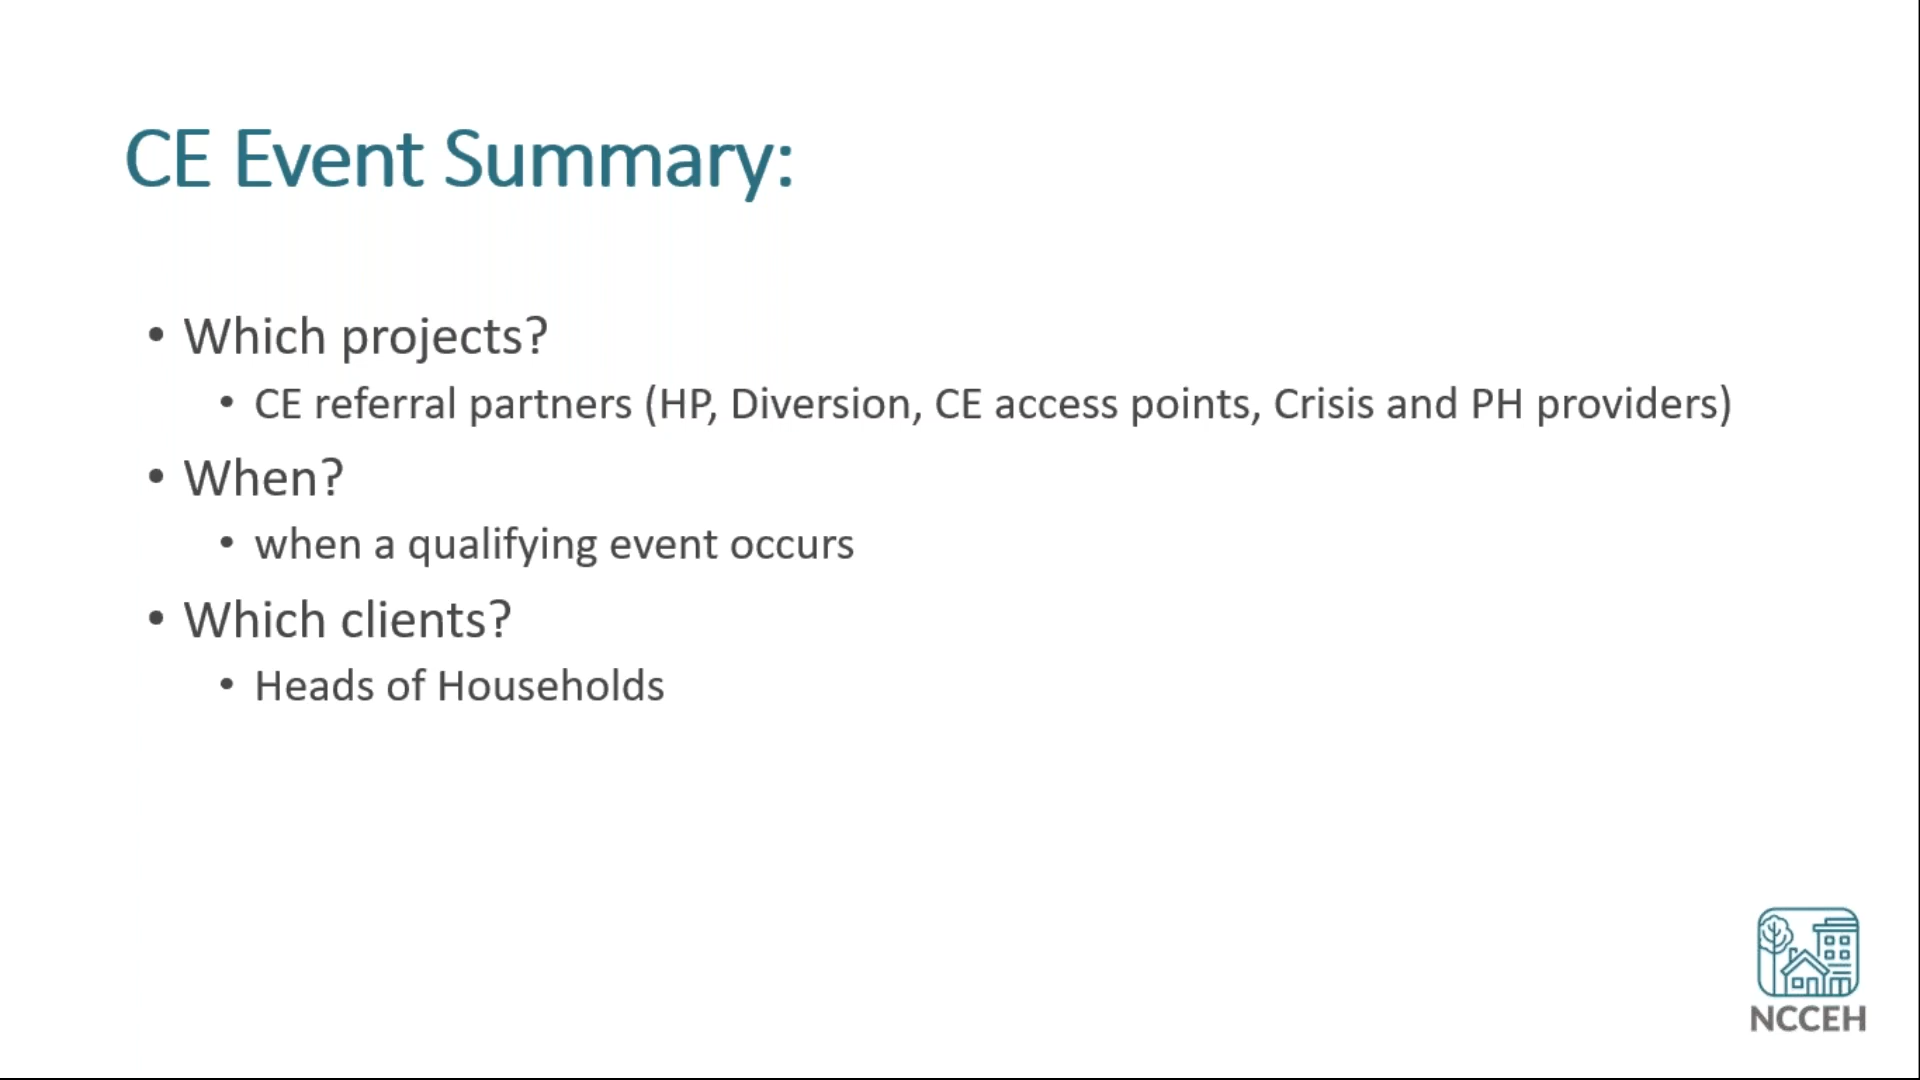 CE Event Summary:
• Which projects?
• CE referral partners (HP, Diversion, CE access points, Crisis and PH providers)
• When?
• when a qualifying event occurs
• Which clients?
• Heads of Households
NCCEH